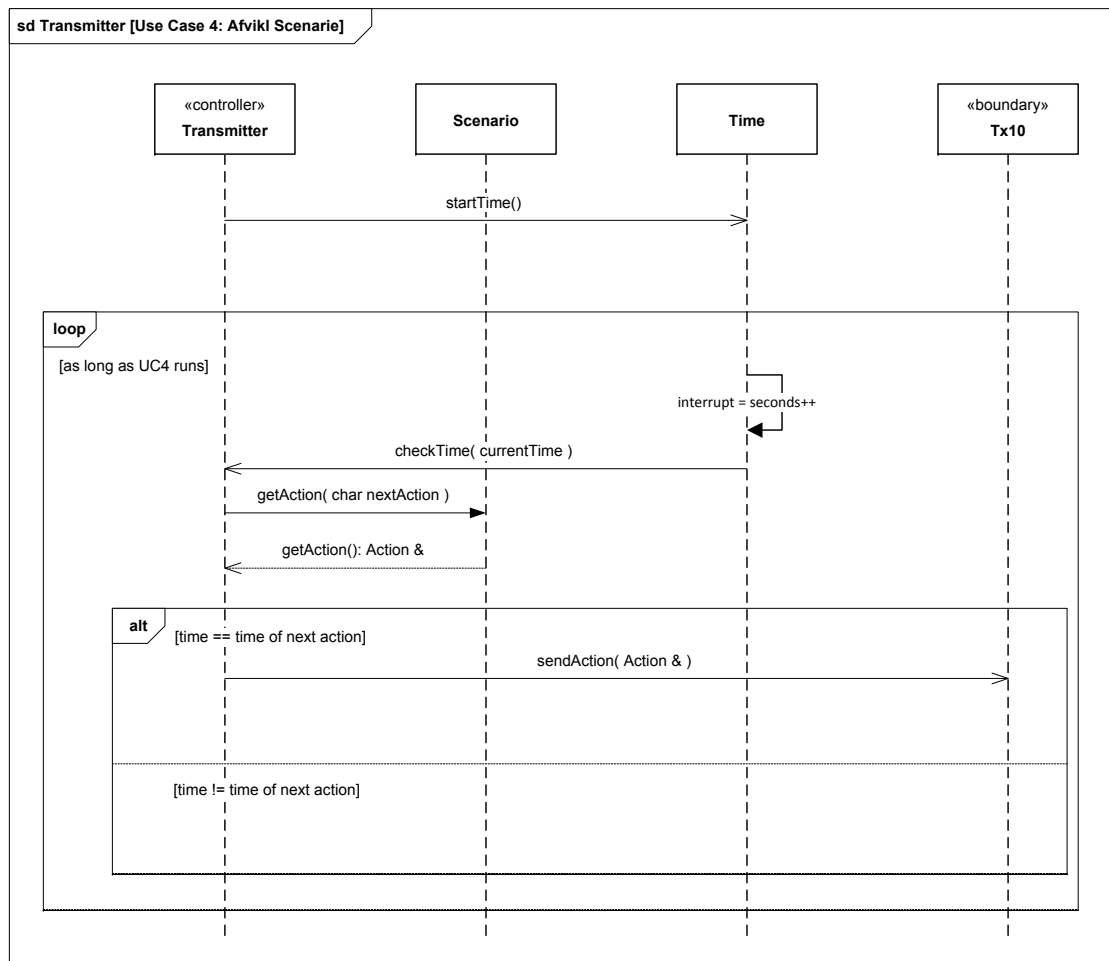 sd Transmitter [Use Case 4: Afvikl Scenarie]
«controller»
Transmitter
Scenario
Time
«boundary»
Tx10
startTime()
loop
[as long as UC4 runs]
interrupt = seconds++
checkTime( currentTime )
getAction( char nextAction )
getAction(): Action &
alt
[time == time of next action]
sendAction( Action & )
[time != time of next action]